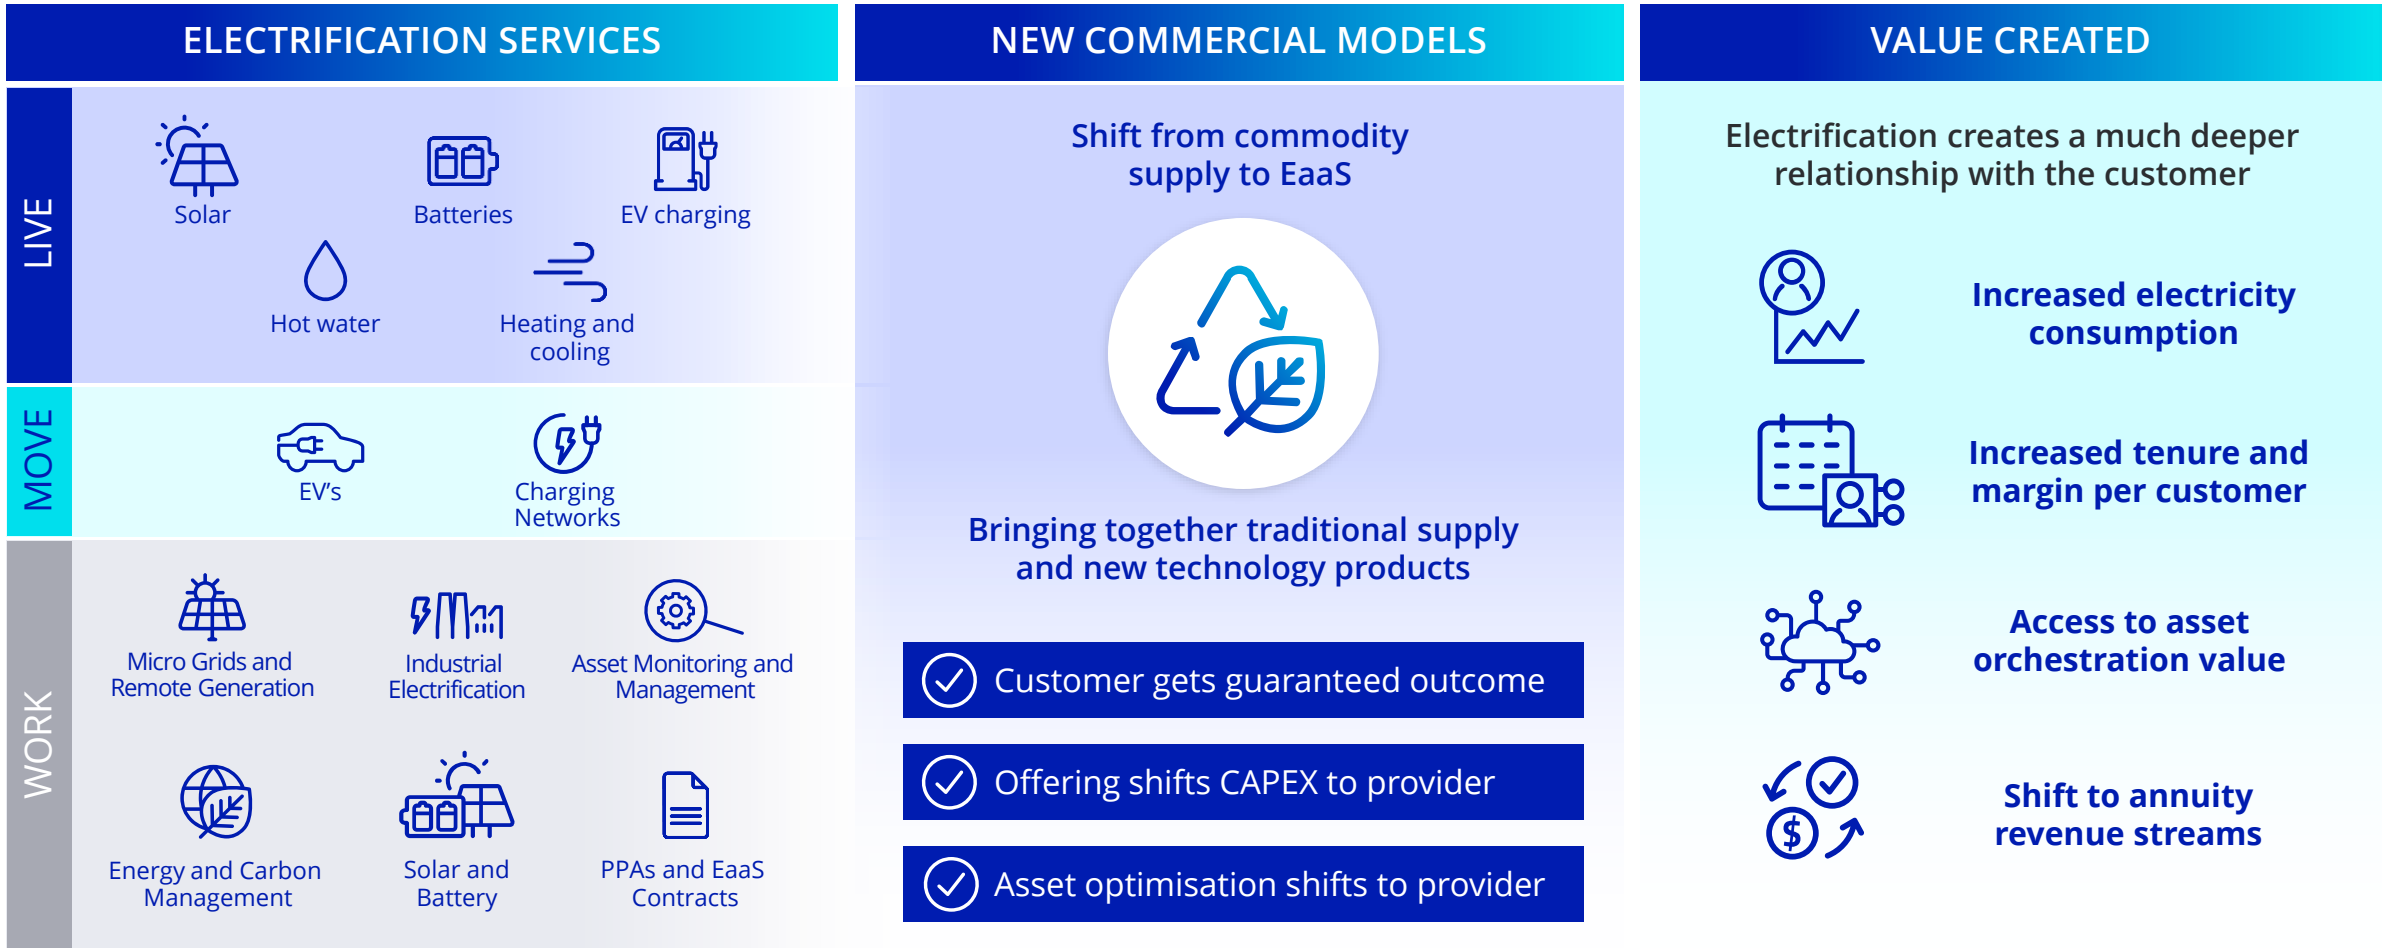 ELECTRIFICATION SERVICES
LIVE
Solar
Batteries
EV charging
Hot water
Heating and
cooling
MOVE
EV’s
Charging
Networks
WORK
Micro Grids and
Remote Generation
Industrial
Electrification
Asset Monitoring and
Management
Energy and Carbon
Management
Solar and
Battery
PPAs and EaaS
Contracts
NEW COMMERCIAL MODELS
Shift from commodity
supply to EaaS
Bringing together traditional supply
and new technology products
Customer gets guaranteed outcome
Offering shifts CAPEX to provider
Asset optimisation shifts to provider
VALUE CREATED
Electrification creates a much deeper
relationship with the customer
Increased electricity
consumption
Increased tenure and
margin per customer
Access to asset
orchestration value
$
Shift to annuity
revenue streams